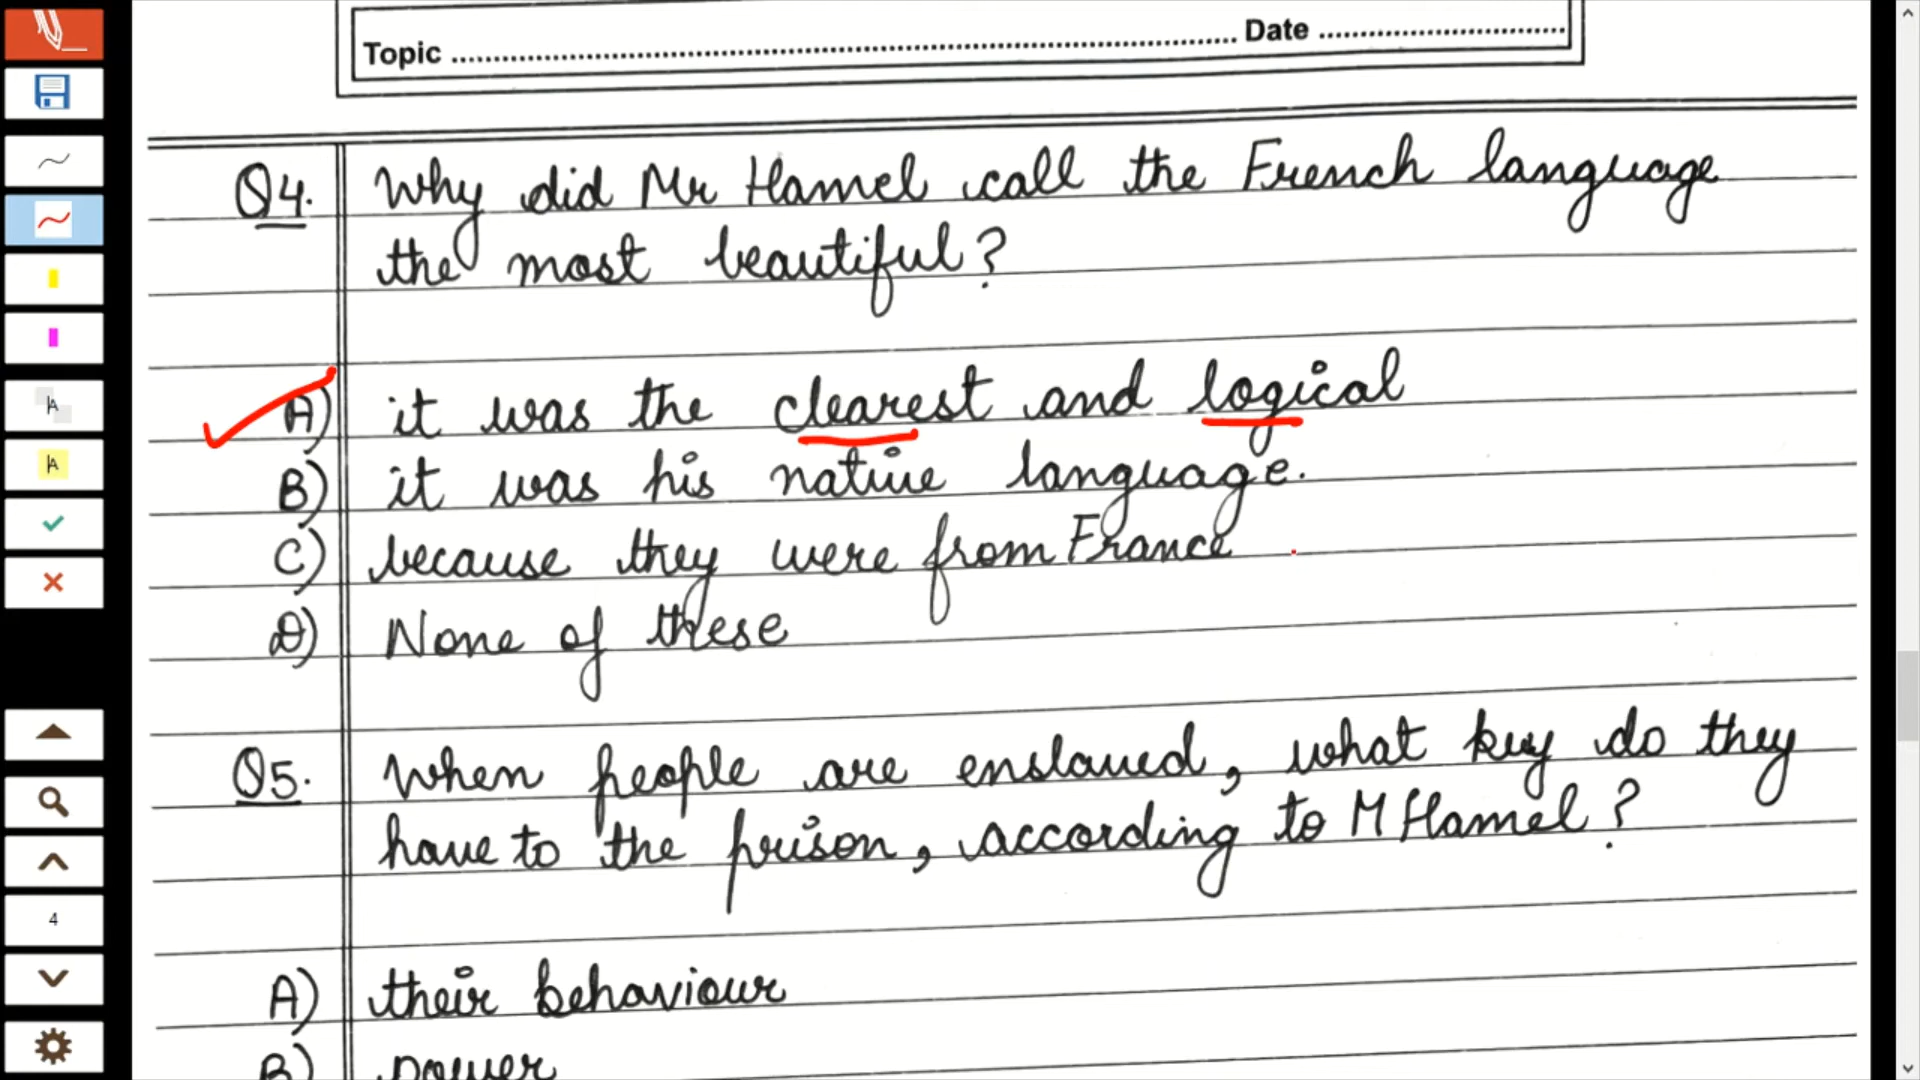 Topic ........ Date ........
Q4. Why did Mr Hamel call the French language
the most beautiful?
A) it was the clearest and logical
B) it was his native language.
C) because they were from France
D) None of these
Q5. When people are enslaved, what key do they
have to the prison, according to M Hamel?
A) their behaviour
B) power
4